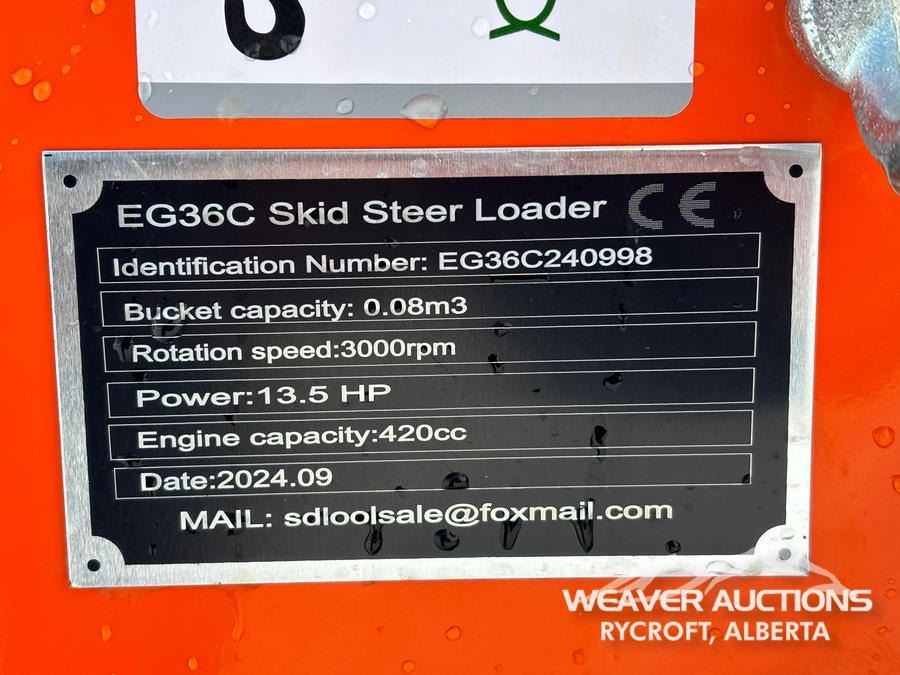 EG36C Skid Steer Loader CE
Identification Number: EG36C240998
Bucket capacity: 0.08m3
Rotation speed:3000rpm
Power:13.5 HP
Engine capacity:420cc
Date:2024.09
MAIL: sdloolsale@foxmail.com
WEAVER AUCTIONS
RYCROFT, ALBERTA